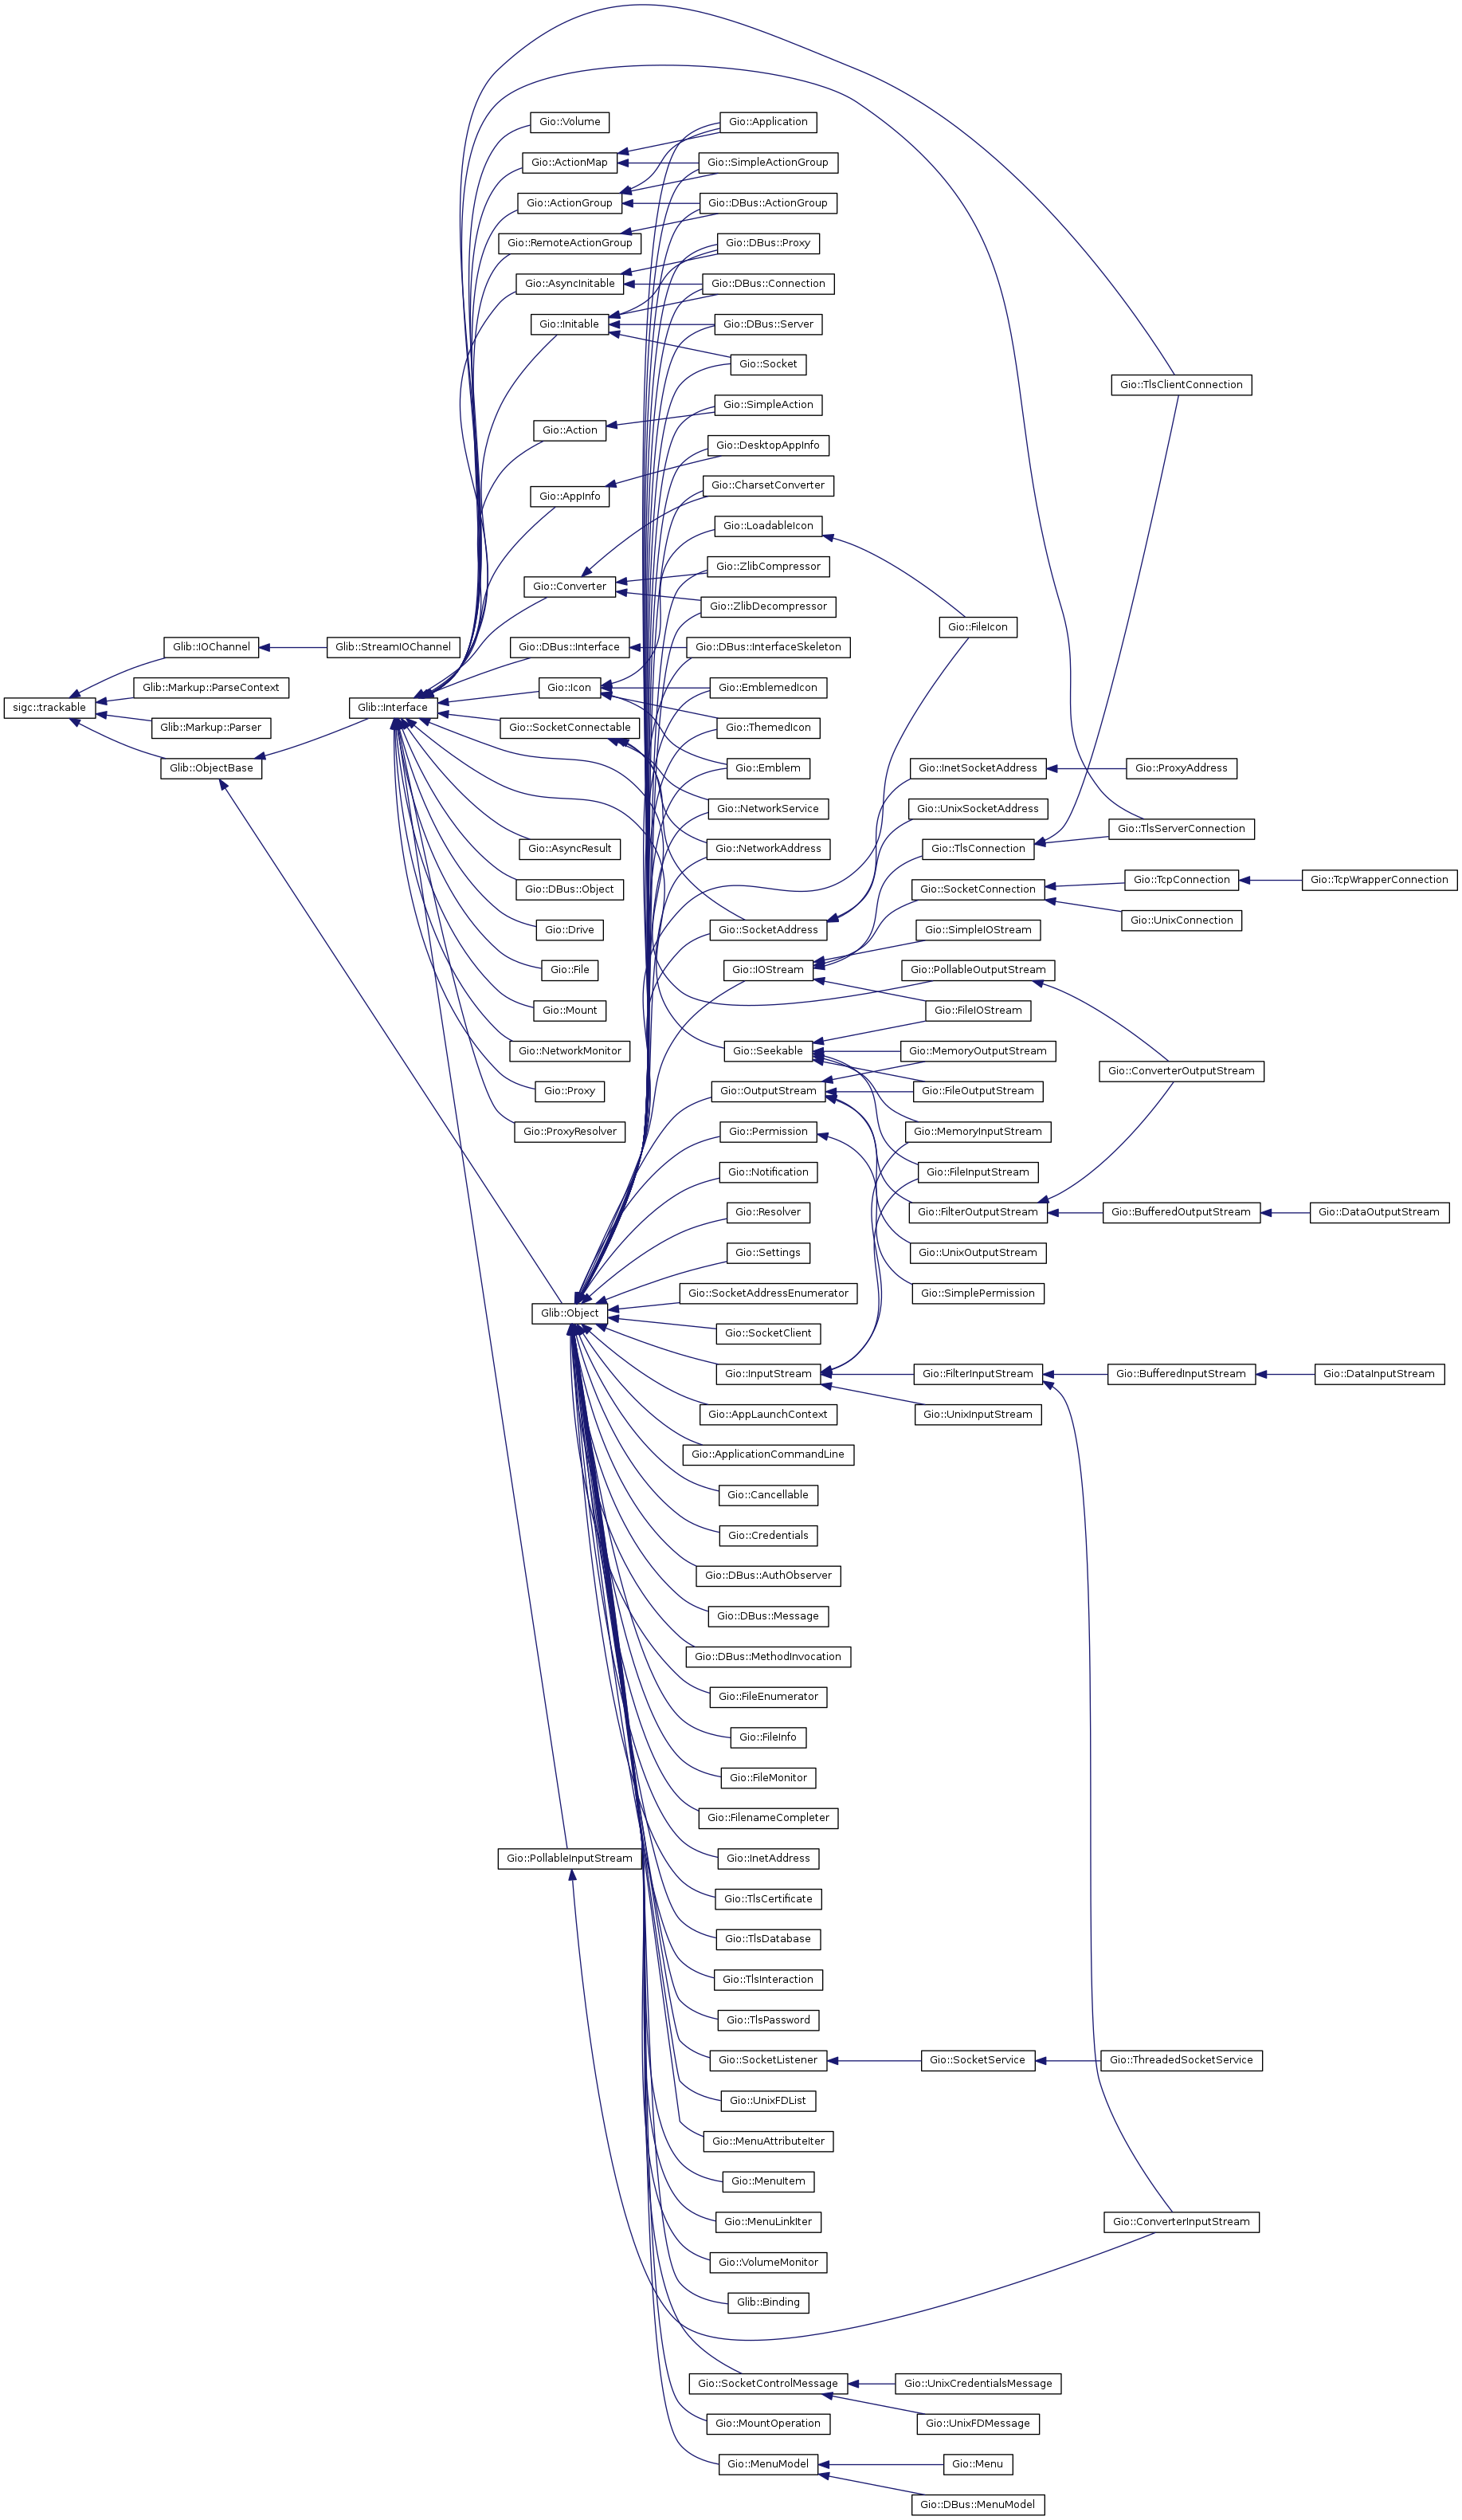 Gio::Volume
Gio::Application
Gio::ActionMap
Gio::SimpleActionGroup
Gio::ActionGroup
Gio::DBus::ActionGroup
Gio::RemoteActionGroup
Gio::DBus::Proxy
Gio::AsyncInitable
Gio::DBus::Connection
Gio::Initable
Gio::DBus::Server
Gio::Socket
Gio::TlsClientConnection
Gio::SimpleAction
Gio::Action
Gio::DesktopAppInfo
Gio::CharsetConverter
Gio::AppInfo
Gio::LoadableIcon
Gio::ZlibCompressor
Gio::Converter
Gio::ZlibDecompressor
Gio::FileIcon
Glib::IOChannel
Glib::StreamIOChannel
Gio::DBus::Interface
Gio::DBus::InterfaceSkeleton
Glib::Markup::ParseContext
Gio::Icon
Gio::EmblemedIcon
sigc::trackable
Glib::Interface
Glib::Markup::Parser
Gio::SocketConnectable
Gio::ThemedIcon
Glib::ObjectBase
Gio::Emblem
Gio::InetSocketAddress
Gio::ProxyAddress
Gio::NetworkService
Gio::UnixSocketAddress
Gio::TlsServerConnection
Gio::AsyncResult
Gio::NetworkAddress
Gio::TlsConnection
Gio::DBus::Object
Gio::SocketConnection
Gio::TcpConnection
Gio::TcpWrapperConnection
Gio::UnixConnection
Gio::Drive
Gio::SocketAddress
Gio::SimpleIOStream
Gio::File
Gio::IOStream
Gio::PollableOutputStream
Gio::Mount
Gio::FileIOStream
Gio::NetworkMonitor
Gio::Seekable
Gio::MemoryOutputStream
Gio::ConverterOutputStream
Gio::Proxy
Gio::OutputStream
Gio::FileOutputStream
Gio::ProxyResolver
Gio::Permission
Gio::MemoryInputStream
Gio::Notification
Gio::FileInputStream
Gio::Resolver
Gio::FilterOutputStream
Gio::BufferedOutputStream
Gio::DataOutputStream
Gio::Settings
Gio::UnixOutputStream
Gio::SocketAddressEnumerator
Gio::SimplePermission
Glib::Object
Gio::SocketClient
Gio::InputStream
Gio::FilterInputStream
Gio::BufferedInputStream
Gio::DataInputStream
Gio::AppLaunchContext
Gio::UnixInputStream
Gio::ApplicationCommandLine
Gio::Cancellable
Gio::Credentials
Gio::DBus::AuthObserver
Gio::DBus::Message
Gio::DBus::MethodInvocation
Gio::FileEnumerator
Gio::FileInfo
Gio::FileMonitor
Gio::FilenameCompleter
Gio::PollableInputStream
Gio::InetAddress
Gio::TlsCertificate
Gio::TlsDatabase
Gio::TlsInteraction
Gio::TlsPassword
Gio::SocketListener
Gio::SocketService
Gio::ThreadedSocketService
Gio::UnixFDList
Gio::MenuAttributeIter
Gio::MenuItem
Gio::MenuLinkIter
Gio::ConverterInputStream
Gio::VolumeMonitor
Glib::Binding
Gio::SocketControlMessage
Gio::UnixCredentialsMessage
Gio::MountOperation
Gio::UnixFDMessage
Gio::MenuModel
Gio::Menu
Gio::DBus::MenuModel